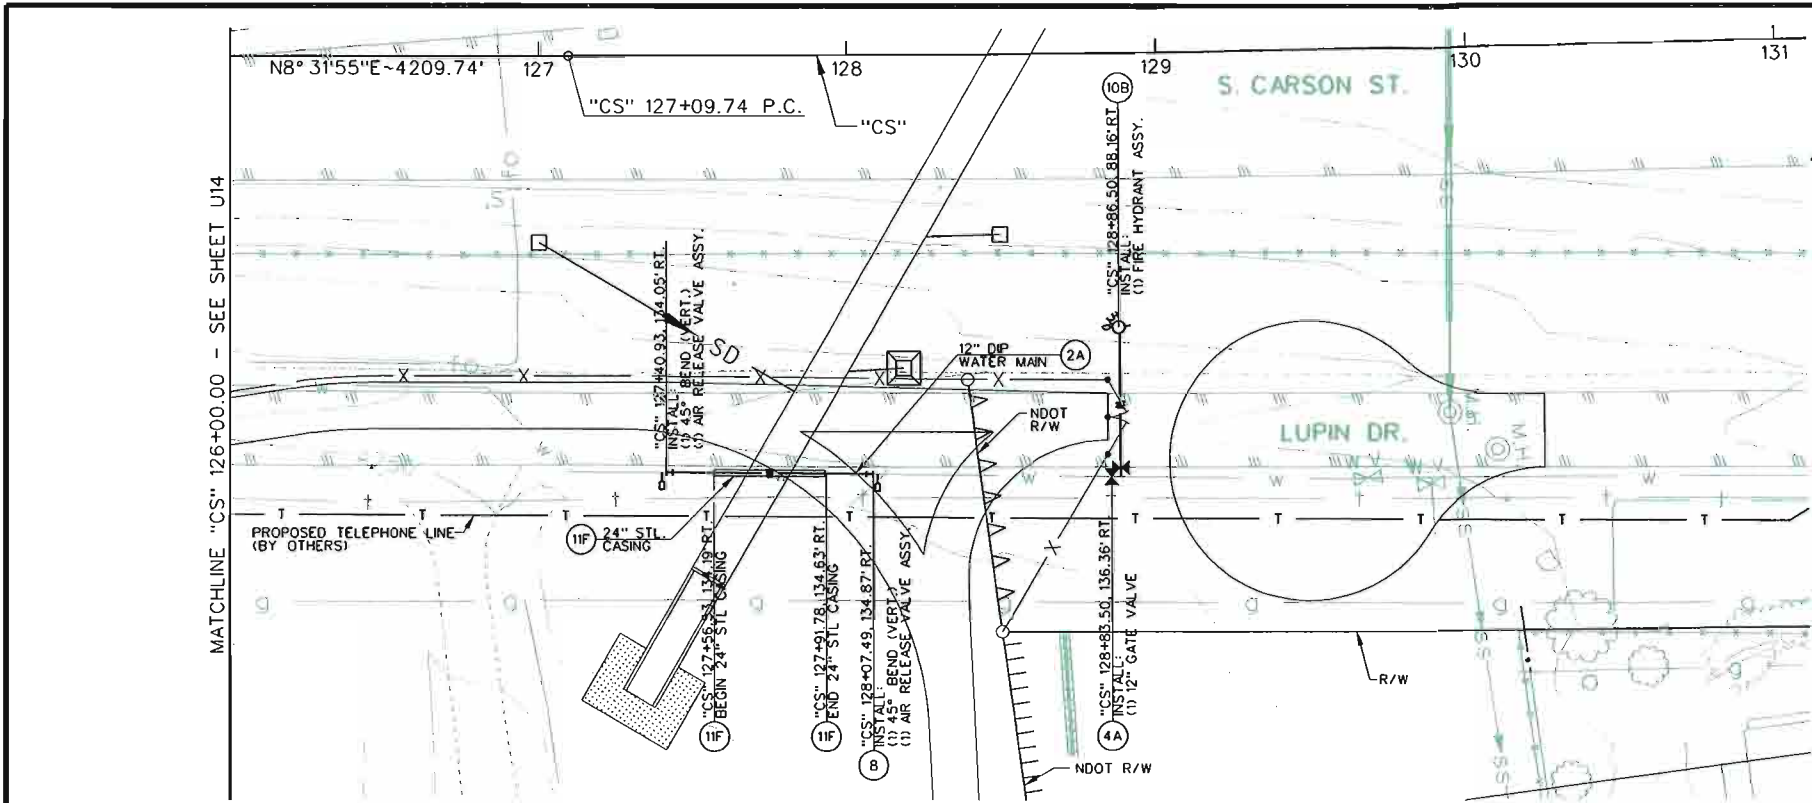 N8° 31'55"E~4209.74'
127
128
129
130
131
"CS" 127+09.74 P.C.
"CS"
S. CARSON ST.
10B
"CS" 128+86.50, 88.16' RT.
INSTALL:
(1) FIRE HYDRANT ASSY.
MATCHLINE "CS" 126+00.00 - SEE SHEET U14
"CS" 127+40.93, 134.05' RT.
INSTALL:
(1) 45° BEND (VERT.)
(1) AIR RELEASE VALVE ASSY.
SD
12" DIP
WATER MAIN
2A
NDOT
R/W
LUPIN DR.
MH
W
W
W
W
PROPOSED TELEPHONE LINE
(BY OTHERS)
T T T T T T T T T T T
11F
24" STL.
CASING
"CS" 127+56.53, 134.19' RT.
BEGIN 24" STL CASING
11F
"CS" 127+91.78, 134.63' RT.
END 24" STL CASING
11F
"CS" 128+07.49, 134.87' RT.
INSTALL:
(1) 45° BEND (VERT.)
(1) AIR RELEASE VALVE ASSY.
8
"CS" 128+83.50, 136.36' RT.
INSTALL:
(1) 12" GATE VALVE
4A
g g g g g g g
SS
SS
SS
R/W
NDOT R/W